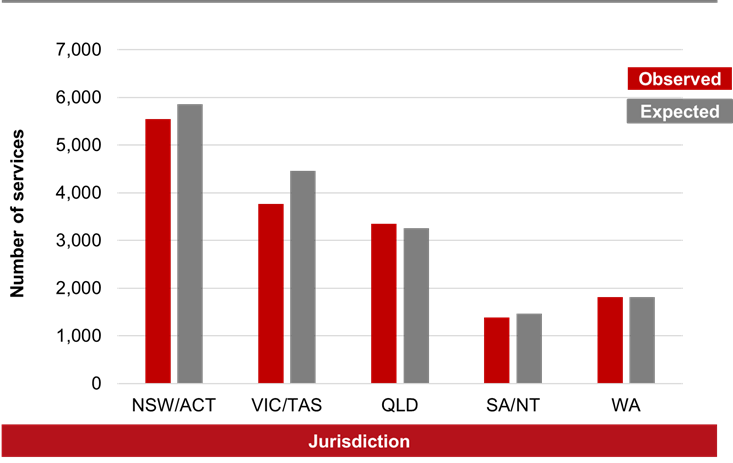 7,000
6,000
5,000
4,000
3,000
2,000
1,000
0
Number of services
Observed
Expected
NSW/ACT VIC/TAS QLD SA/NT WA
Jurisdiction